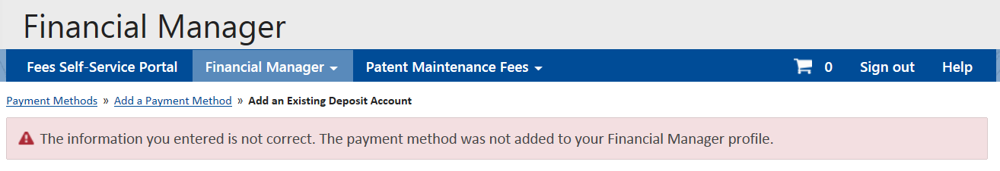 Financial Manager
Fees Self-Service Portal Financial Manager Patent Maintenance Fees 0 Sign out Help
Payment Methods » Add a Payment Method » Add an Existing Deposit Account
The information you entered is not correct. The payment method was not added to your Financial Manager profile.